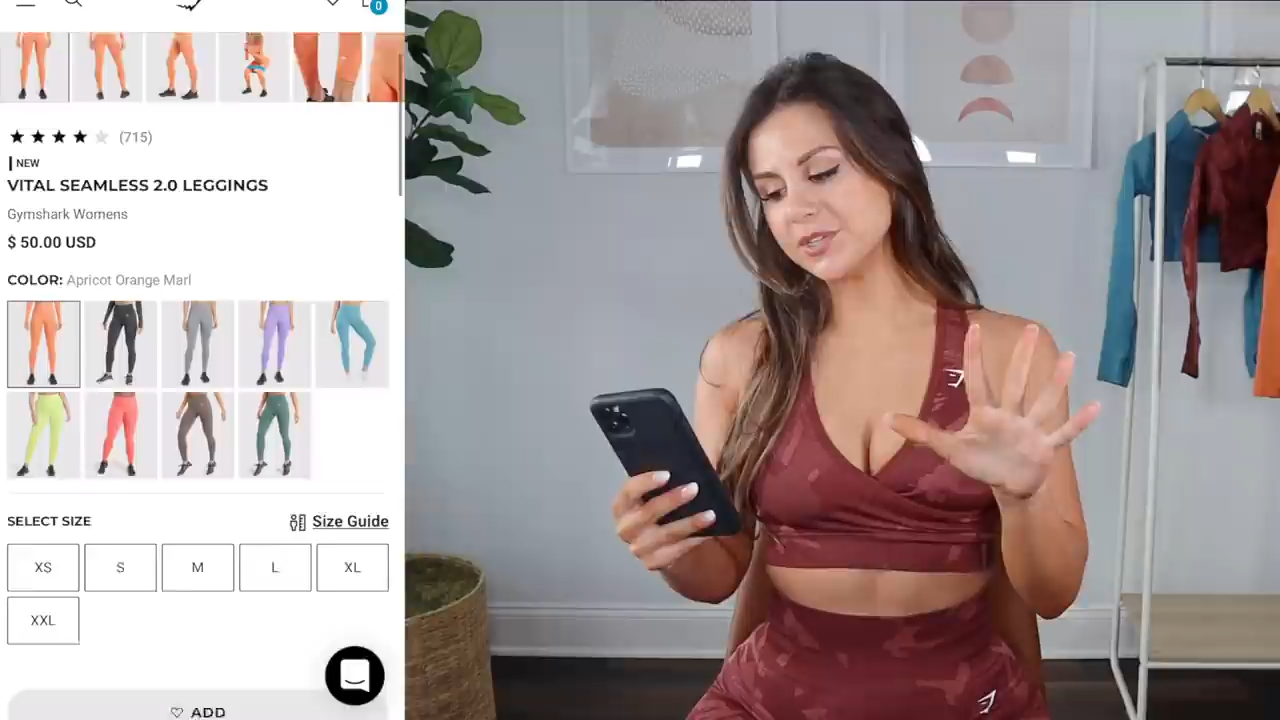 0
(715)
NEW
VITAL SEAMLESS 2.0 LEGGINGS
Gymshark Womens
$ 50.00 USD
COLOR: Apricot Orange Marl
SELECT SIZE
Size Guide
XS
S
M
L
XL
XXL
ADD